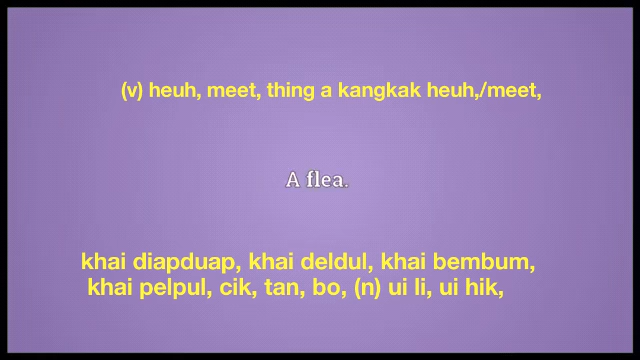 (v) heuh, meet, thing a kangkak heuh,/meet,
A flea.
khai diapduap, khai deldul, khai bembum,
khai pelpul, cik, tan, bo, (n) ui li, ui hik,